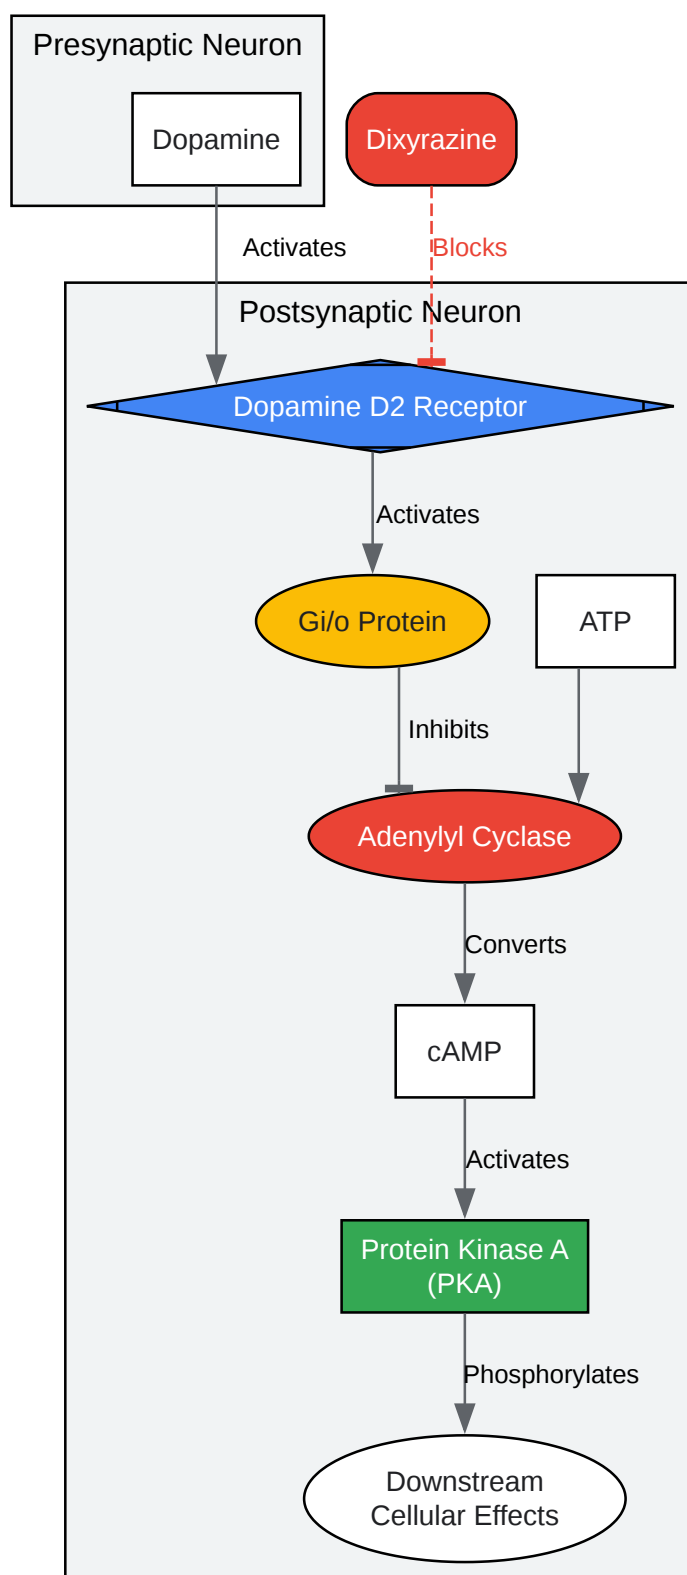 Presynaptic Neuron
Dopamine
Dixyrazine
Activates
Blocks
Postsynaptic Neuron
Dopamine D2 Receptor
Activates
Gi/o Protein
ATP
Inhibits
Adenylyl Cyclase
Converts
cAMP
Activates
Protein Kinase A
(PKA)
Phosphorylates
Downstream
Cellular Effects